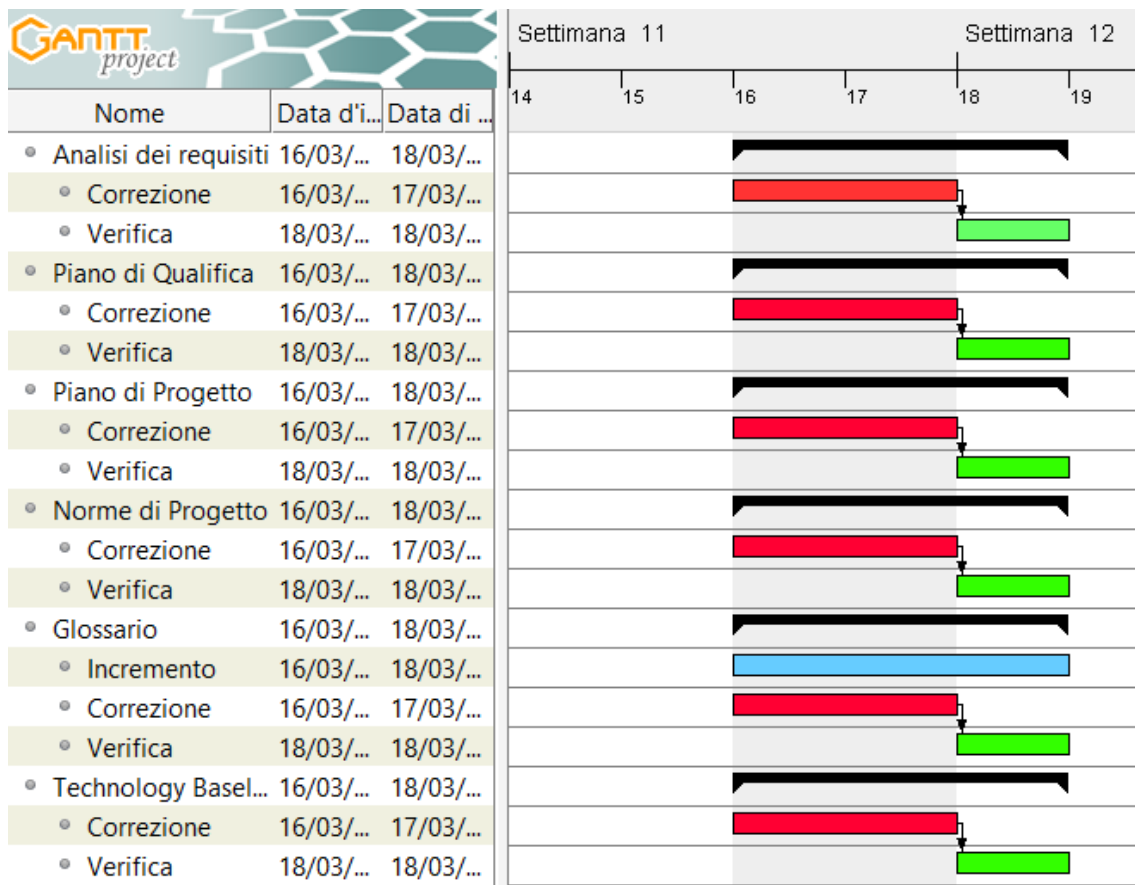 GANTT project
Settimana 11 Settimana 12
14 15 16 17 18 19
Nome Data d'i... Data di ...
Analisi dei requisiti 16/03/... 18/03/...
Correzione 16/03/... 17/03/...
Verifica 18/03/... 18/03/...
Piano di Qualifica 16/03/... 18/03/...
Correzione 16/03/... 17/03/...
Verifica 18/03/... 18/03/...
Piano di Progetto 16/03/... 18/03/...
Correzione 16/03/... 17/03/...
Verifica 18/03/... 18/03/...
Norme di Progetto 16/03/... 18/03/...
Correzione 16/03/... 17/03/...
Verifica 18/03/... 18/03/...
Glossario 16/03/... 18/03/...
Incremento 16/03/... 18/03/...
Correzione 16/03/... 17/03/...
Verifica 18/03/... 18/03/...
Technology Basel... 16/03/... 18/03/...
Correzione 16/03/... 17/03/...
Verifica 18/03/... 18/03/...